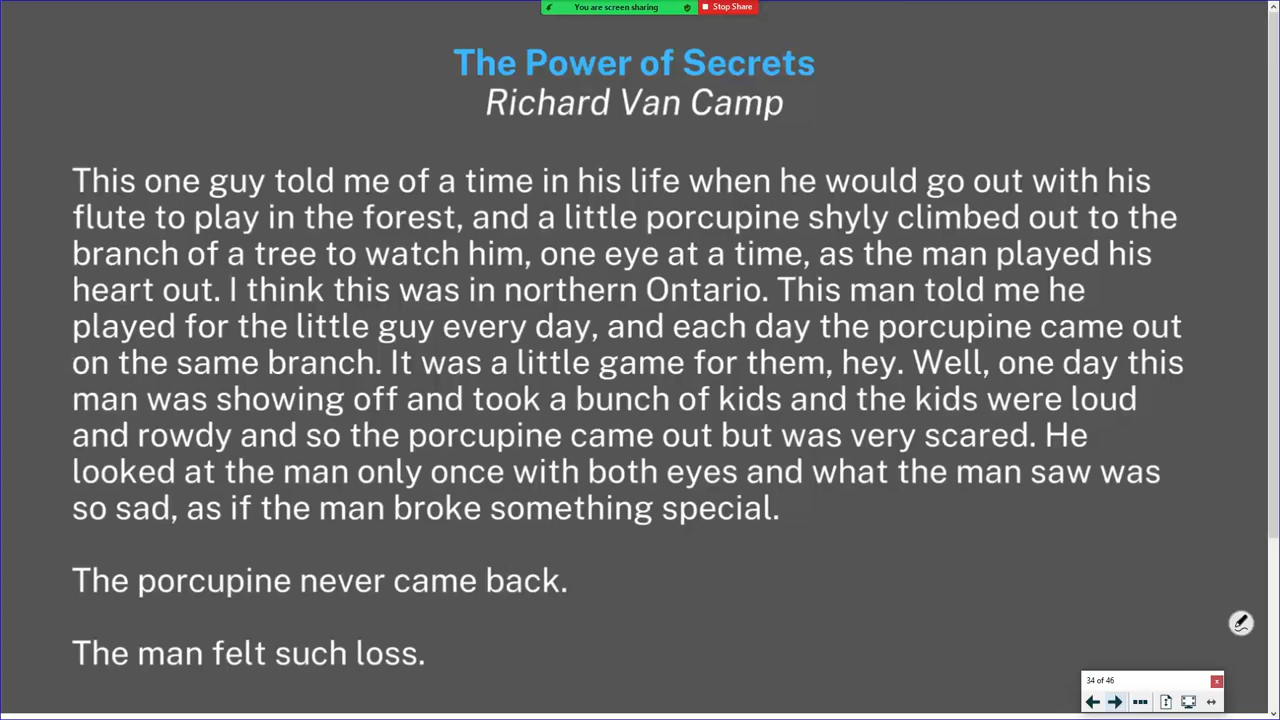 You are screen sharing
Stop Share
The Power of Secrets
Richard Van Camp
This one guy told me of a time in his life when he would go out with his
flute to play in the forest, and a little porcupine shyly climbed out to the
branch of a tree to watch him, one eye at a time, as the man played his
heart out. I think this was in northern Ontario. This man told me he
played for the little guy every day, and each day the porcupine came out
on the same branch. It was a little game for them, hey. Well, one day this
man was showing off and took a bunch of kids and the kids were loud
and rowdy and so the porcupine came out but was very scared. He
looked at the man only once with both eyes and what the man saw was
so sad, as if the man broke something special.
The porcupine never came back.
The man felt such loss.
34 of 46